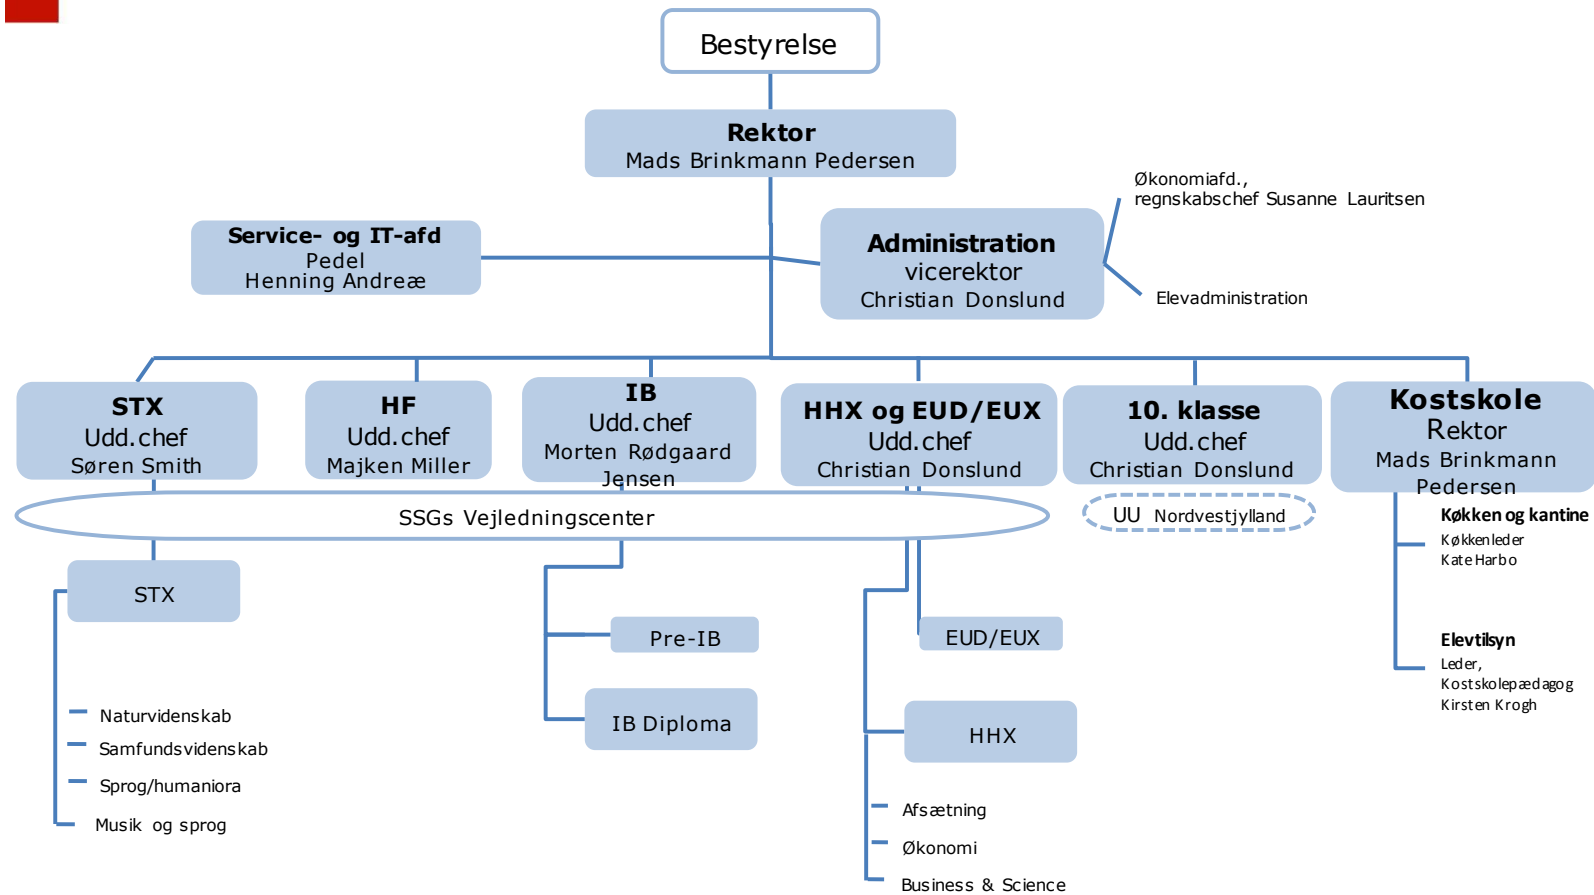 Bestyrelse
Rektor
Mads Brinkmann Pedersen
Økonomiafd.,
regnskabschef Susanne Lauritsen
Service- og IT-afd
Pedel
Henning Andreæ
Administration
vicerektor
Christian Donslund
Elevadministration
STX
Udd.chef
Søren Smith
HF
Udd.chef
Majken Miller
IB
Udd.chef
Morten Rødgaard
Jensen
HHX og EUD/EUX
Udd.chef
Christian Donslund
10. klasse
Udd.chef
Christian Donslund
Kostskole
Rektor
Mads Brinkmann
Pedersen
SSGs Vejledningscenter
UU Nordvestjylland
Køkken og kantine
Køkkenleder
Kate Harbo
Elevtilsyn
Leder,
Kostskolepædagog
Kirsten Krogh
STX
Naturvidenskab
Samfundsvidenskab
Sprog/humaniora
Musik og sprog
Pre-IB
IB Diploma
EUD/EUX
HHX
Afsætning
Økonomi
Business & Science